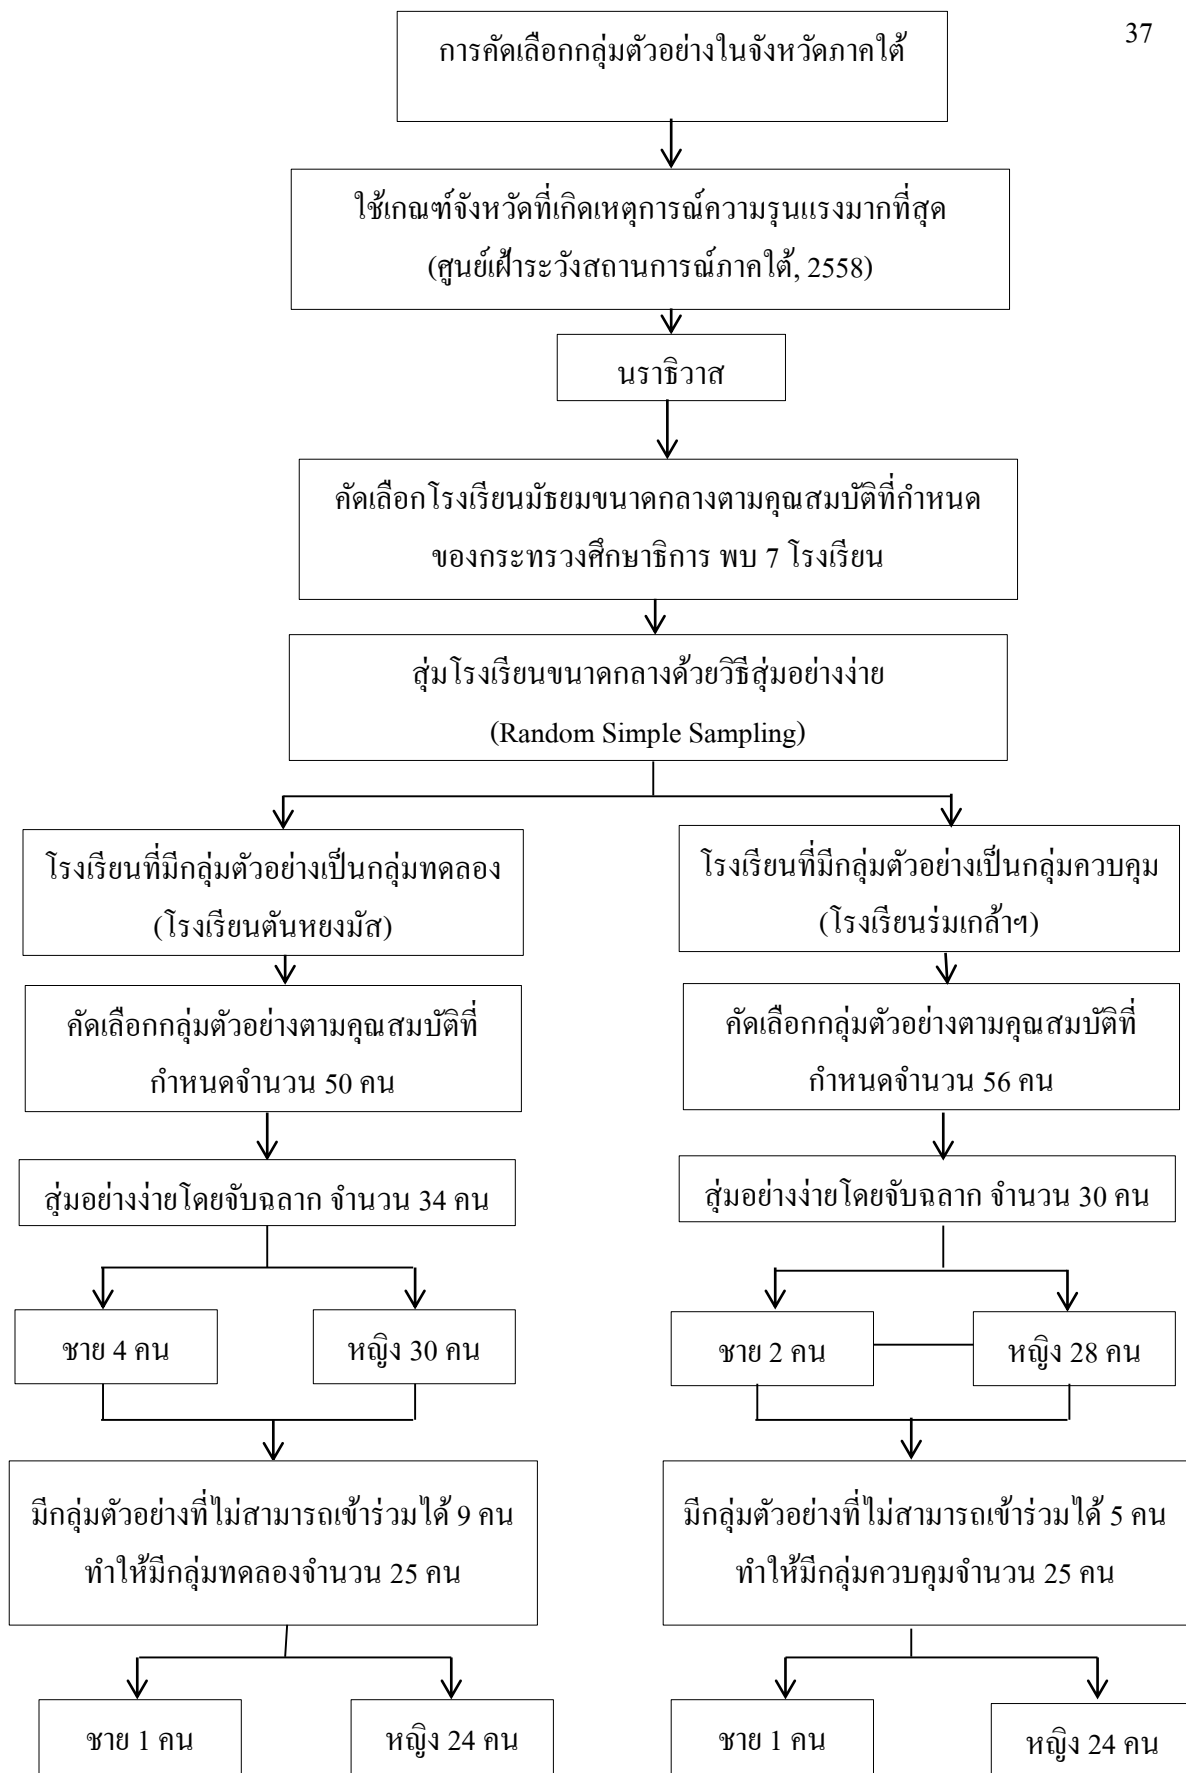 37
การคัดเลือกกลุ่มตัวอย่างในจังหวัดภาคใต้
ใช้เกณฑ์จังหวัดที่เกิดเหตุการณ์ความรุนแรงมากที่สุด
(ศูนย์เฝ้าระวังสถานการณ์ภาคใต้, 2558)
นราธิวาส
คัดเลือกโรงเรียนมัธยมขนาดกลางตามคุณสมบัติที่กำหนด
ของกระทรวงศึกษาธิการ พบ 7 โรงเรียน
สุ่มโรงเรียนขนาดกลางด้วยวิธีสุ่มอย่างง่าย
(Random Simple Sampling)
โรงเรียนที่มีกลุ่มตัวอย่างเป็นกลุ่มทดลอง
(โรงเรียนตันหยงมัส)
โรงเรียนที่มีกลุ่มตัวอย่างเป็นกลุ่มควบคุม
(โรงเรียนร่มเกล้าฯ)
คัดเลือกกลุ่มตัวอย่างตามคุณสมบัติที่
กำหนดจำนวน 50 คน
คัดเลือกกลุ่มตัวอย่างตามคุณสมบัติที่
กำหนดจำนวน 56 คน
สุ่มอย่างง่ายโดยจับฉลาก จำนวน 34 คน
สุ่มอย่างง่ายโดยจับฉลาก จำนวน 30 คน
ชาย 4 คน
หญิง 30 คน
ชาย 2 คน
หญิง 28 คน
มีกลุ่มตัวอย่างที่ไม่สามารถเข้าร่วมได้ 9 คน
ทำให้มีกลุ่มทดลองจำนวน 25 คน
มีกลุ่มตัวอย่างที่ไม่สามารถเข้าร่วมได้ 5 คน
ทำให้มีกลุ่มควบคุมจำนวน 25 คน
ชาย 1 คน
หญิง 24 คน
ชาย 1 คน
หญิง 24 คน